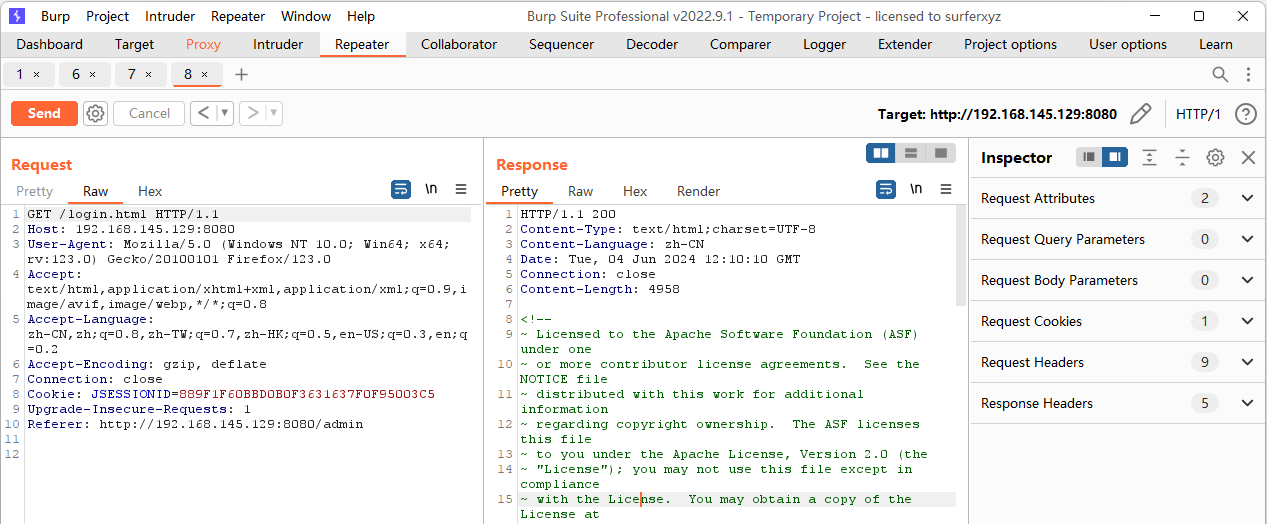 Burp Project Intruder Repeater Window Help Burp Suite Professional v2022.9.1 - Temporary Project - licensed to surferxyz
Dashboard Target Proxy Intruder Repeater Collaborator Sequencer Decoder Comparer Logger Extender Project options User options Learn
1 × 6 × 7 × 8 × +
Send Cancel < > Target: http://192.168.145.129:8080 HTTP/1 ?
Request
Pretty Raw Hex \n
1 GET /login.html HTTP/1.1
2 Host: 192.168.145.129:8080
3 User-Agent: Mozilla/5.0 (Windows NT 10.0; Win64; x64;
rv:123.0) Gecko/20100101 Firefox/123.0
4 Accept:
text/html,application/xhtml+xml,application/xml;q=0.9,i
mage/avif,image/webp,*/*;q=0.8
5 Accept-Language:
zh-CN,zh;q=0.8,zh-TW;q=0.7,zh-HK;q=0.5,en-US;q=0.3,en;q
=0.2
6 Accept-Encoding: gzip, deflate
7 Connection: close
8 Cookie: JSESSIONID=889F1F60BBD0B0F3631637F0F95003C5
9 Upgrade-Insecure-Requests: 1
10 Referer: http://192.168.145.129:8080/admin
11
12
Response
Pretty Raw Hex Render \n
1 HTTP/1.1 200
2 Content-Type: text/html;charset=UTF-8
3 Content-Language: zh-CN
4 Date: Tue, 04 Jun 2024 12:10:10 GMT
5 Connection: close
6 Content-Length: 4958
7
8 <!--
9 ~ Licensed to the Apache Software Foundation (ASF)
under one
10 ~ or more contributor license agreements. See the
NOTICE file
11 ~ distributed with this work for additional
information
12 ~ regarding copyright ownership. The ASF licenses
this file
13 ~ to you under the Apache License, Version 2.0 (the
14 ~ "License"); you may not use this file except in
compliance
15 ~ with the License. You may obtain a copy of the
License at
Inspector
Request Attributes 2
Request Query Parameters 0
Request Body Parameters 0
Request Cookies 1
Request Headers 9
Response Headers 5